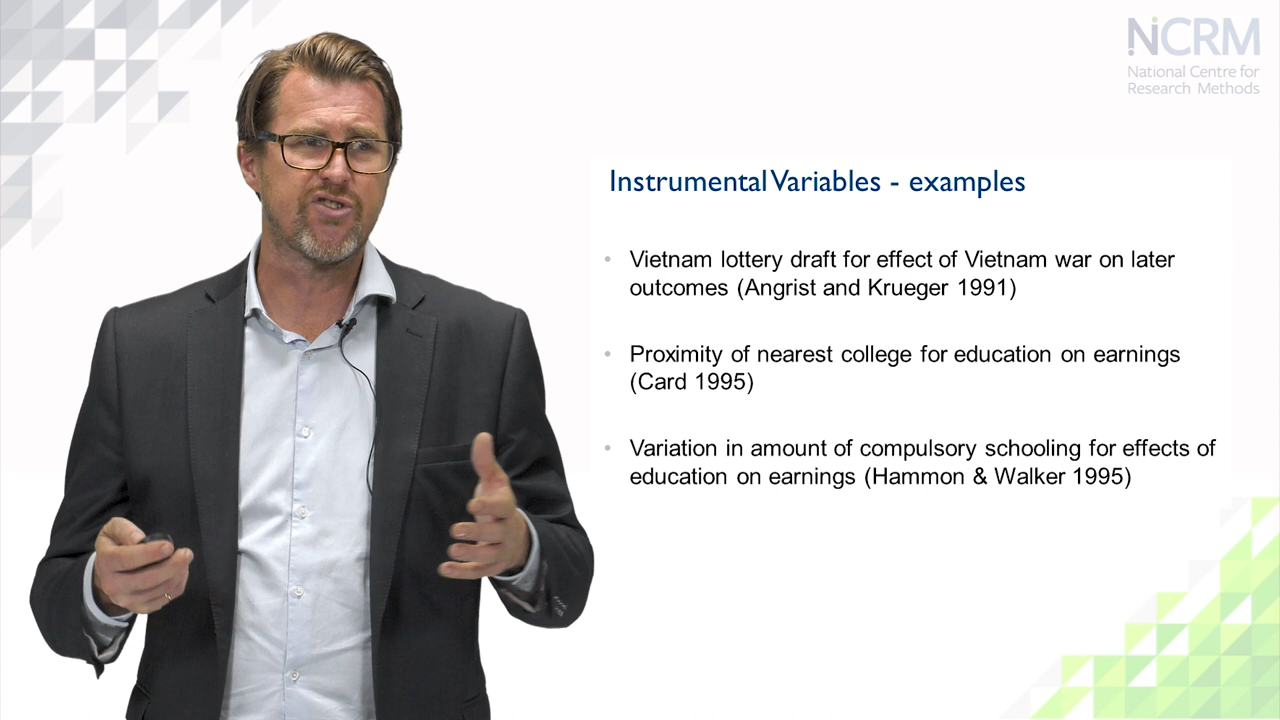 NCRM
National Centre for
Research Methods
Instrumental Variables - examples
• Vietnam lottery draft for effect of Vietnam war on later
outcomes (Angrist and Krueger 1991)
• Proximity of nearest college for education on earnings
(Card 1995)
• Variation in amount of compulsory schooling for effects of
education on earnings (Hammon & Walker 1995)